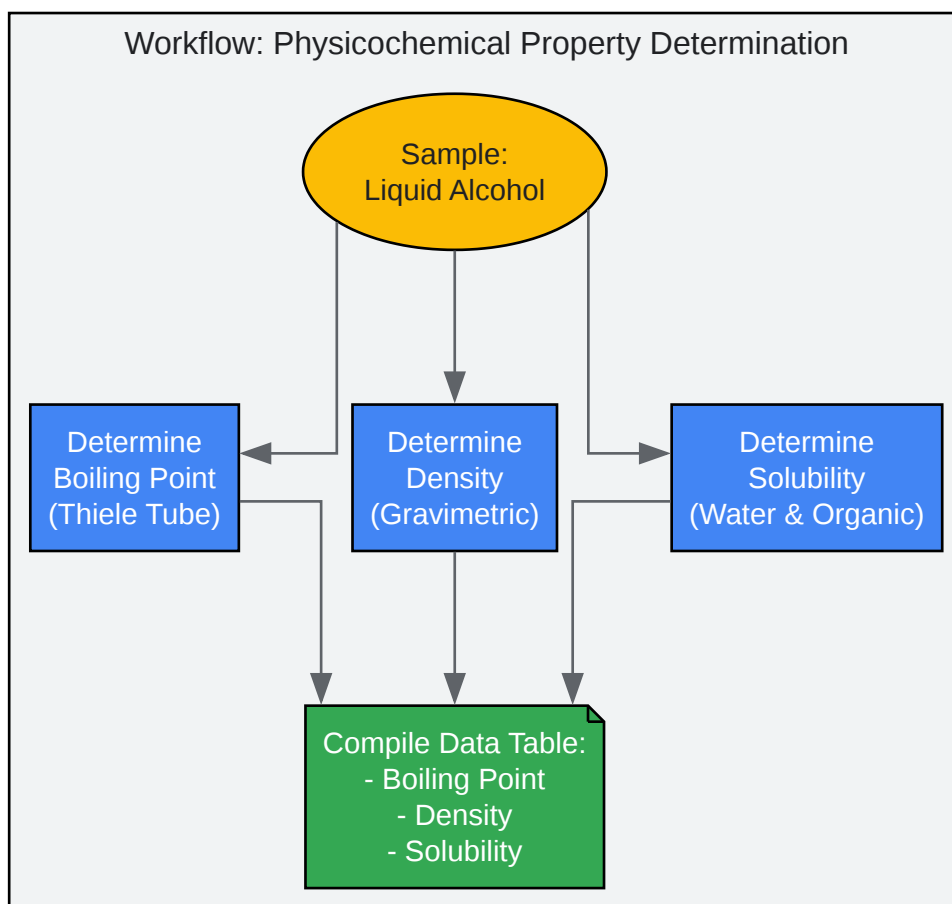 Workflow: Physicochemical Property Determination
Sample:
Liquid Alcohol
Determine
Boiling Point
(Thiele Tube)
Determine
Density
(Gravimetric)
Determine
Solubility
(Water & Organic)
Compile Data Table:
- Boiling Point
- Density
- Solubility